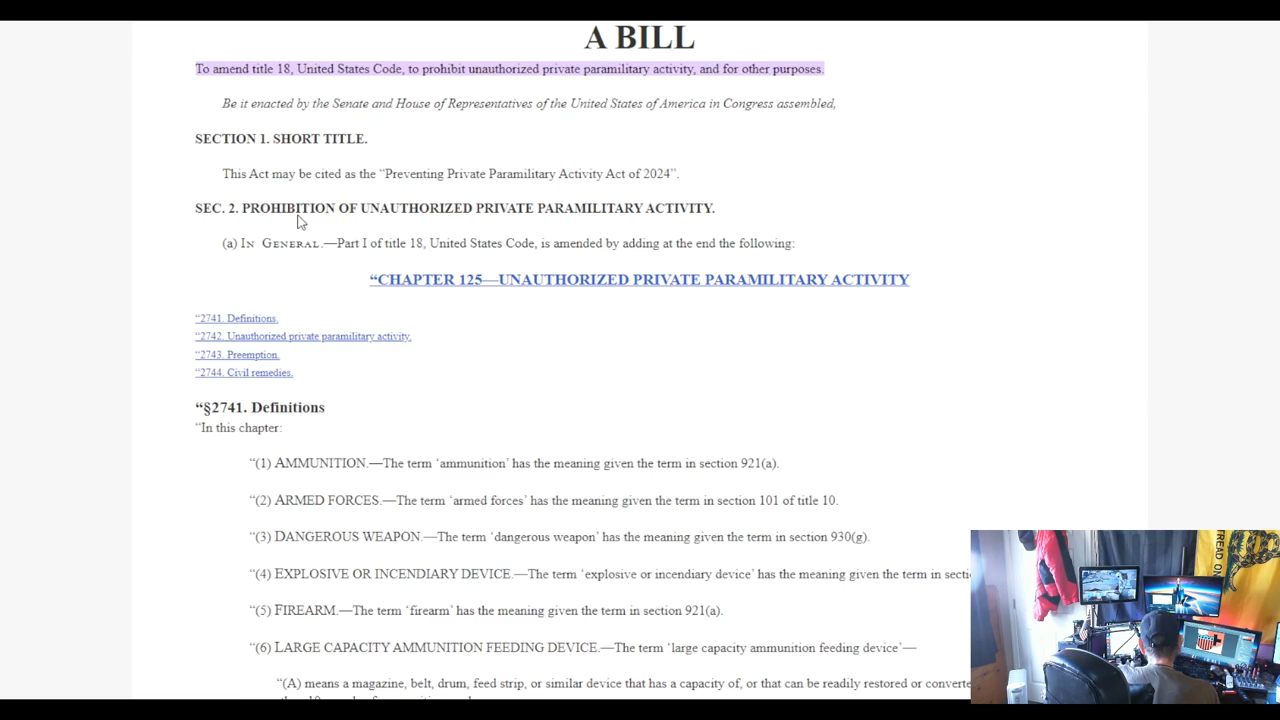 A BILL
To amend title 18, United States Code, to prohibit unauthorized private paramilitary activity, and for other purposes.
Be it enacted by the Senate and House of Representatives of the United States of America in Congress assembled,
SECTION 1. SHORT TITLE.
This Act may be cited as the “Preventing Private Paramilitary Activity Act of 2024”.
SEC. 2. PROHIBITION OF UNAUTHORIZED PRIVATE PARAMILITARY ACTIVITY.
(a) IN GENERAL.—Part I of title 18, United States Code, is amended by adding at the end the following:
“CHAPTER 125—UNAUTHORIZED PRIVATE PARAMILITARY ACTIVITY
“2741. Definitions.
“2742. Unauthorized private paramilitary activity.
“2743. Preemption.
“2744. Civil remedies.
“§2741. Definitions
“In this chapter:
“(1) AMMUNITION.—The term ‘ammunition’ has the meaning given the term in section 921(a).
“(2) ARMED FORCES.—The term ‘armed forces’ has the meaning given the term in section 101 of title 10.
“(3) DANGEROUS WEAPON.—The term ‘dangerous weapon’ has the meaning given the term in section 930(g).
“(4) EXPLOSIVE OR INCENDIARY DEVICE.—The term ‘explosive or incendiary device’ has the meaning given the term in secti
“(5) FIREARM.—The term ‘firearm’ has the meaning given the term in section 921(a).
“(6) LARGE CAPACITY AMMUNITION FEEDING DEVICE.—The term ‘large capacity ammunition feeding device’—
“(A) means a magazine, belt, drum, feed strip, or similar device that has a capacity of, or that can be readily restored or converte
TREAD ON